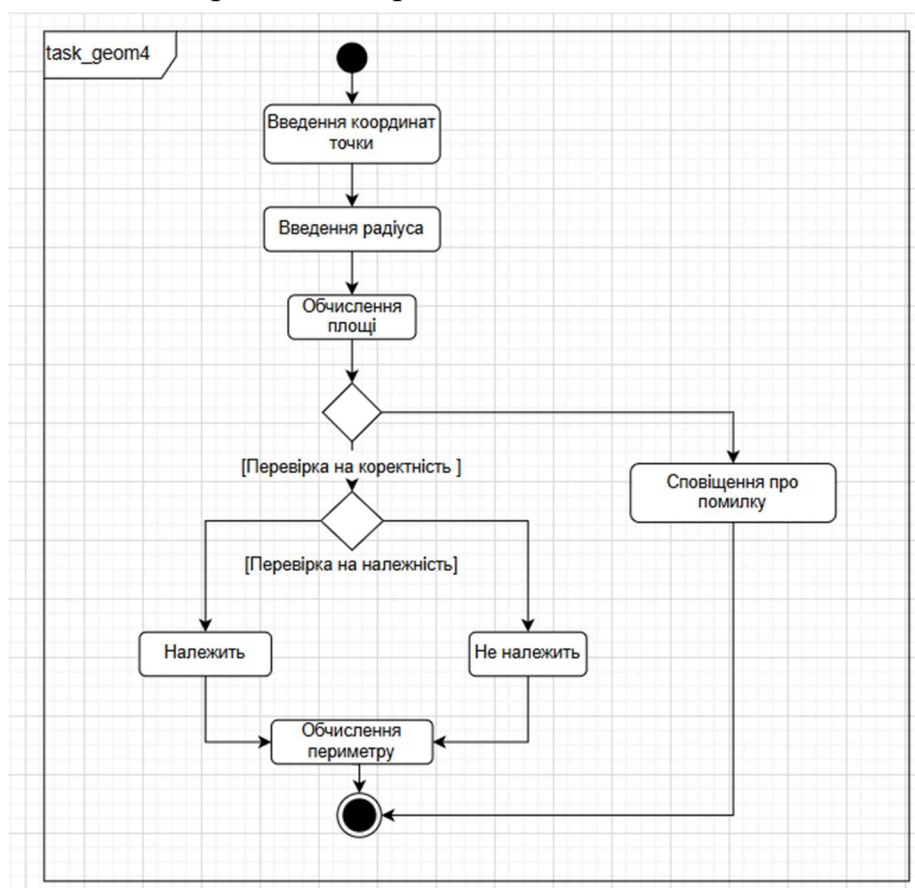 task_geom4
Введення координат
точки
Введення радіуса
Обчислення
площі
[Перевірка на коректність ]
Сповіщення про
помилку
[Перевірка на належність]
Належить
Не належить
Обчислення
периметру